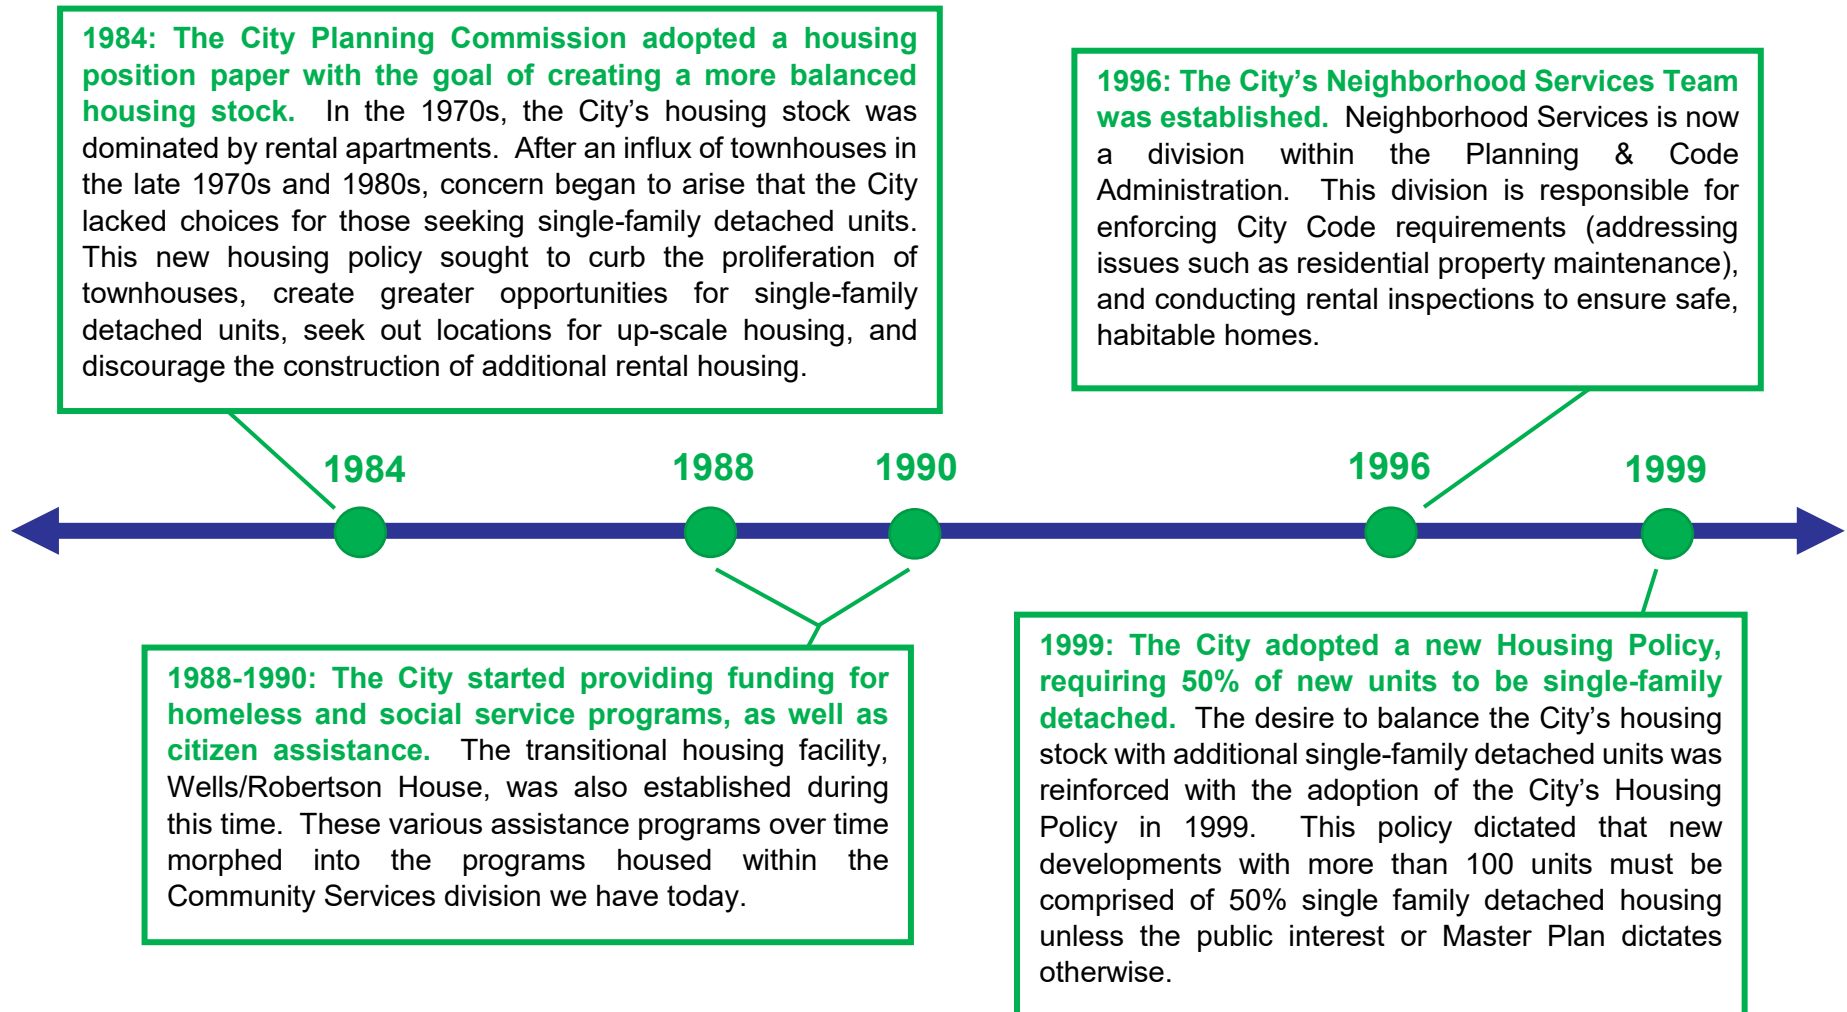 1984: The City Planning Commission adopted a housing
position paper with the goal of creating a more balanced
housing stock. In the 1970s, the City's housing stock was
dominated by rental apartments. After an influx of townhouses in
the late 1970s and 1980s, concern began to arise that the City
lacked choices for those seeking single-family detached units.
This new housing policy sought to curb the proliferation of
townhouses, create greater opportunities for single-family
detached units, seek out locations for up-scale housing, and
discourage the construction of additional rental housing.
1996: The City's Neighborhood Services Team
was established. Neighborhood Services is now
a division within the Planning & Code
Administration. This division is responsible for
enforcing City Code requirements (addressing
issues such as residential property maintenance),
and conducting rental inspections to ensure safe,
habitable homes.
1984
1988
1990
1996
1999
1988-1990: The City started providing funding for
homeless and social service programs, as well as
citizen assistance. The transitional housing facility,
Wells/Robertson House, was also established during
this time. These various assistance programs over time
morphed into the programs housed within the
Community Services division we have today.
1999: The City adopted a new Housing Policy,
requiring 50% of new units to be single-family
detached. The desire to balance the City's housing
stock with additional single-family detached units was
reinforced with the adoption of the City's Housing
Policy in 1999. This policy dictated that new
developments with more than 100 units must be
comprised of 50% single family detached housing
unless the public interest or Master Plan dictates
otherwise.